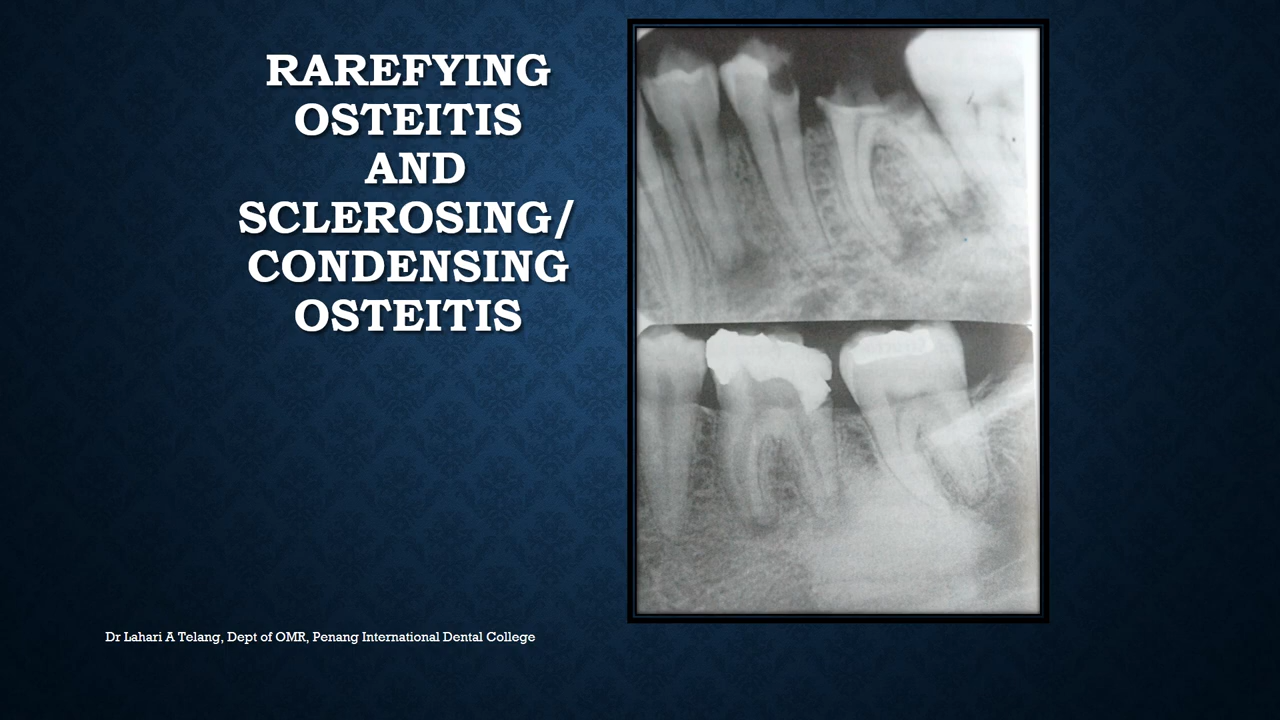 RAREFYING
OSTEITIS
AND
SCLEROSING/
CONDENSING
OSTEITIS
Dr Lahari A Telang, Dept of OMR, Penang International Dental College